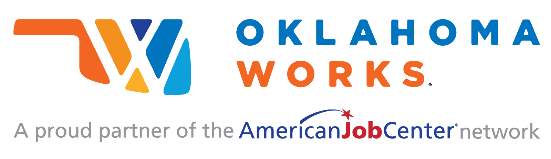 OKLAHOMA
WORKS.
A proud partner of the AmericanJobCenter® network